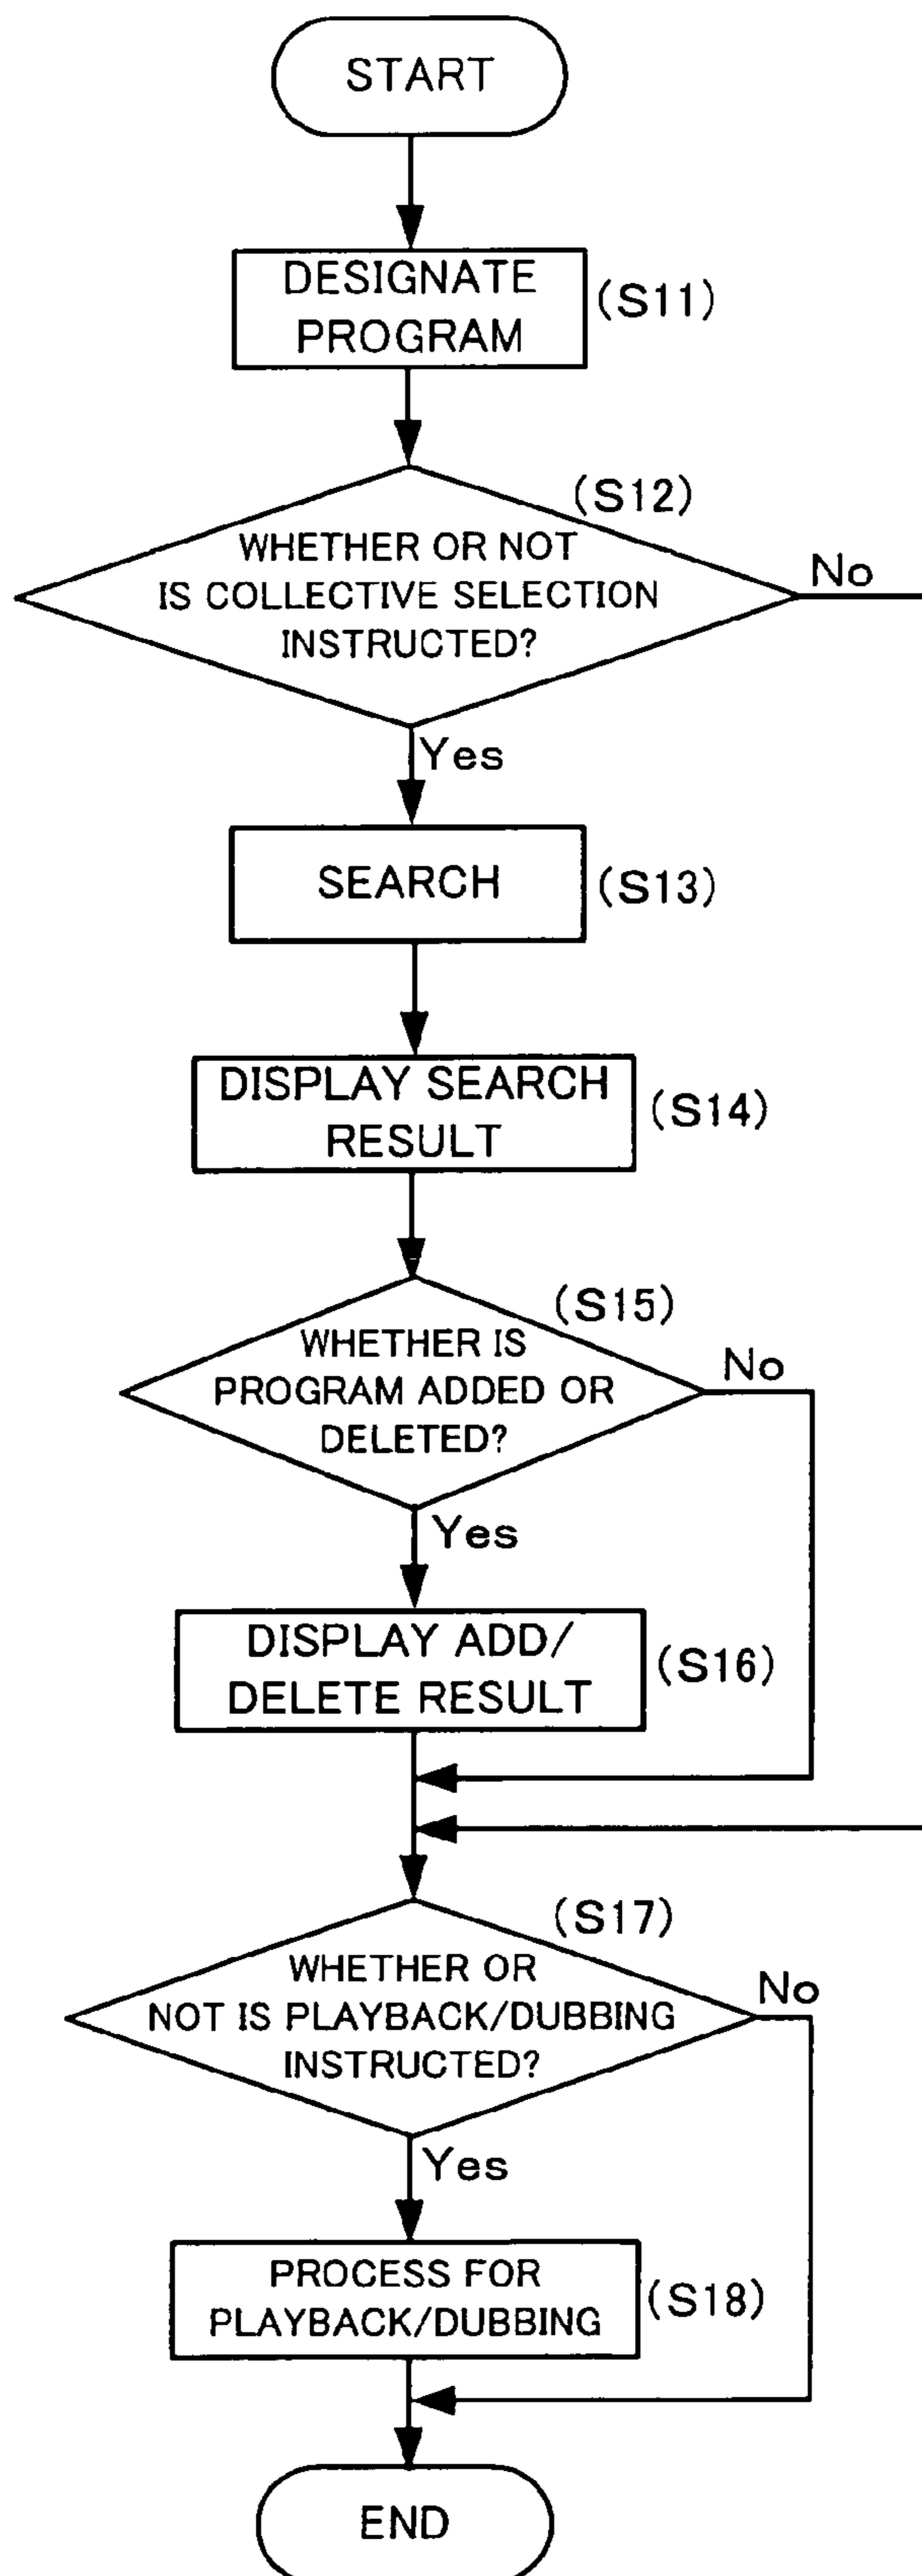 START
DESIGNATE
PROGRAM
(S11)
(S12)
WHETHER OR NOT
IS COLLECTIVE SELECTION
INSTRUCTED?
No
Yes
SEARCH
(S13)
DISPLAY SEARCH
RESULT
(S14)
(S15)
WHETHER IS
PROGRAM ADDED OR
DELETED?
No
Yes
DISPLAY ADD/
DELETE RESULT
(S16)
(S17)
WHETHER OR
NOT IS PLAYBACK/DUBBING
INSTRUCTED?
No
Yes
PROCESS FOR
PLAYBACK/DUBBING
(S18)
END